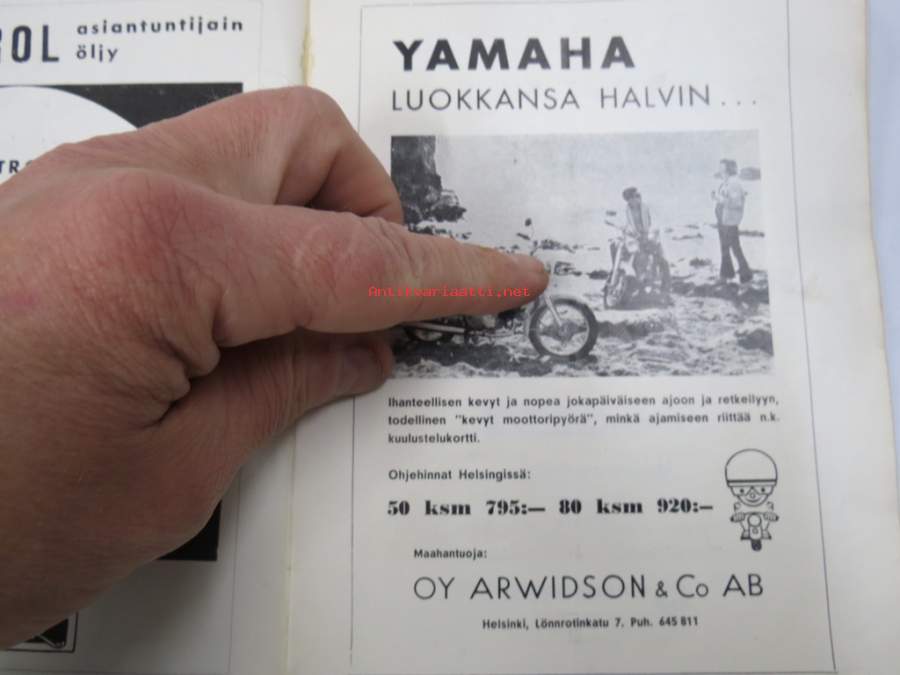 asiantuntijain
öljy
YAMAHA
LUOKKANSA HALVIN...
Antikvariaatti.net
Ihanteellisen kevyt ja nopea jokapäiväiseen ajoon ja retkeilyyn,
todellinen "kevyt moottoripyörä", minkä ajamiseen riittää n.k.
kuulustelukortti.
Ohjehinnat Helsingissä:
50 ksm 795:— 80 ksm 920:—
Maahantuoja:
OY ARWIDSON & Co AB
Helsinki, Lönnrotinkatu 7. Puh. 645 811